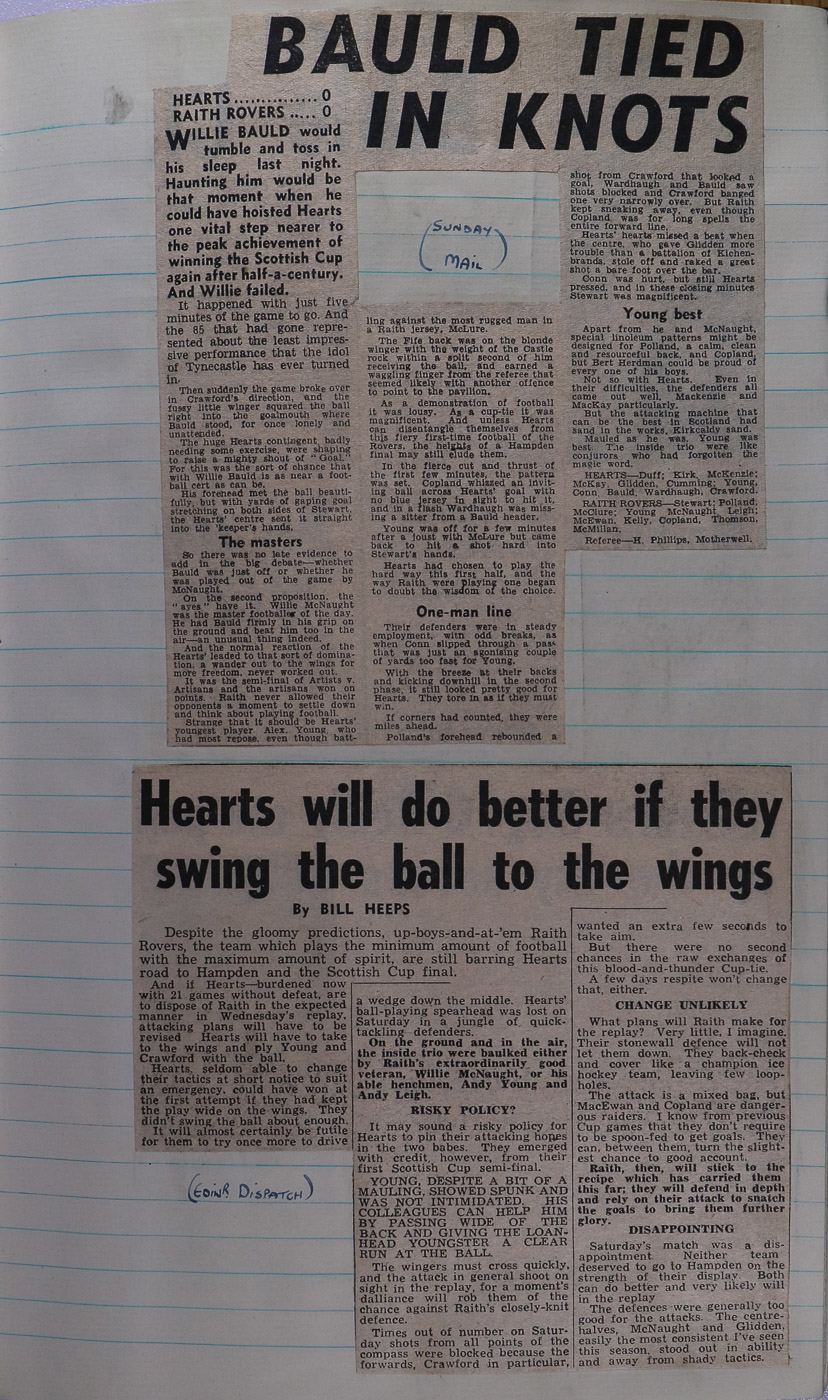 BAULD TIED
IN KNOTS
HEARTS ............... 0
RAITH ROVERS ..... 0
WILLIE BAULD would
tumble and toss in
his sleep last night.
Haunting him would be
that moment when he
could have hoisted Hearts
one vital step nearer to
the peak achievement of
winning the Scottish Cup
again after half-a-century.
And Willie failed.
It happened with just five
minutes of the game to go. And
the 85 that had gone repre-
sented about the least impres-
sive performance that the idol
of Tynecastle has ever turned
in.
Then suddenly the game broke over
in Crawford's direction, and the
fussy little winger squared the ball
right into the goalmouth where
Bauld stood, for once lonely and
unattended.
The huge Hearts contingent, badly
needing some exercise, were shaping
to raise a mighty shout of "Goal."
For this was the sort of chance that
with Willie Bauld is as near a foot-
ball cert as can be.
His forehead met the ball beauti-
fully, but with yards of gaping goal
stretching on both sides of Stewart,
the Hearts' centre sent it straight
into the 'keeper's hands.
The masters
So there was no late evidence to
add in the big debate—whether
Bauld was just off or whether he
was played out of the game by
McNaught.
On the second proposition, the
"ayes" have it. Willie McNaught
was the master footballer of the day.
He had Bauld firmly in his grip on
the ground and beat him too in the
air—an unusual thing indeed.
And the normal reaction of the
Hearts' leaded to that sort of domina-
tion, a wander out to the wings for
more freedom, never worked out.
It was the semi-final of Artists v.
Artisans and the artisans won on
points. Raith never allowed their
opponents a moment to settle down
and think about playing football.
Strange that it should be Hearts'
youngest player, Alex. Young, who
had most repose, even though batt-
(SUNDAY
MAIL)
ling against the most rugged man in
a Raith jersey, McLure.
The Fife back was on the blonde
winger with the weight of the Castle
rock within a split second of him
receiving the ball, and earned a
waggling finger from the referee that
seemed likely with another offence
to point to the pavilion.
As a demonstration of football
it was lousy. As a cup-tie it was
magnificent. And unless Hearts
can disentangle themselves from
this fiery first-time football of the
Rovers, the heights of a Hampden
final may still elude them.
In the fierce cut and thrust of
the first few minutes, the pattern
was set. Copland whizzed an invit-
ing ball across Hearts' goal with
no blue jersey in sight to hit it,
and in a flash Wardhaugh was miss-
ing a sitter from a Bauld header.
Young was off for a few minutes
after a joust with McLure but came
back to hit a shot hard into
Stewart's hands.
Hearts had chosen to play the
hard way this first half, and the
way Raith were playing one began
to doubt the wisdom of the choice.
One-man line
Their defenders were in steady
employment, with odd breaks, as
when Conn slipped through a pass
that was just an agonising couple
of yards too fast for Young.
With the breeze at their backs
and kicking downhill in the second
phase, it still looked pretty good for
Hearts. They tore in as if they must
win.
If corners had counted, they were
miles ahead.
Polland's forehead rebounded a
shot from Crawford that looked a
goal, Wardhaugh and Bauld saw
shots blocked and Crawford banged
one very narrowly over. But Raith
kept sneaking away, even though
Copland was for long spells the
entire forward line.
Hearts' hearts missed a beat when
the centre, who gave Glidden more
trouble than a battalion of Kichen-
brands, stole off and raked a great
shot a bare foot over the bar.
Conn was hurt, but still Hearts
pressed, and in these closing minutes
Stewart was magnificent.
Young best
Apart from he and McNaught,
special linoleum patterns might be
designed for Polland, a calm, clean
and resourceful back, and Copland,
but Bert Herdman could be proud of
every one of his boys.
Not so with Hearts. Even in
their difficulties, the defenders all
came out well, Mackenzie and
MacKay particularly.
But the attacking machine that
can be the best in Scotland had
sand in the works, Kirkcaldy sand.
Mauled as he was, Young was
best. The inside trio were like
conjurors who had forgotten the
magic word.
HEARTS—Duff; Kirk, McKenzie;
McKay, Glidden, Cumming; Young,
Conn, Bauld, Wardhaugh, Crawford.
RAITH ROVERS—Stewart; Polland,
McClure; Young McNaught, Leigh;
McEwan, Kelly, Copland, Thomson,
McMillan.
Referee—H. Phillips, Motherwell.
Hearts will do better if they
swing the ball to the wings
By BILL HEEPS
Despite the gloomy predictions, up-boys-and-at-'em Raith
Rovers, the team which plays the minimum amount of football
with the maximum amount of spirit, are still barring Hearts
road to Hampden and the Scottish Cup final.
And if Hearts—burdened now
with 21 games without defeat, are
to dispose of Raith in the expected
manner in Wednesday's replay,
attacking plans will have to be
revised Hearts will have to take
to the wings and ply Young and
Crawford with the ball.
Hearts, seldom able to change
their tactics at short notice to suit
an emergency, could have won at
the first attempt if they had kept
the play wide on the wings. They
didn't swing the ball about enough.
It will almost certainly be futile
for them to try once more to drive
(EDINR DISPATCH)
a wedge down the middle. Hearts'
ball-playing spearhead was lost on
Saturday in a jungle of quick-
tackling defenders.
On the ground and in the air,
the inside trio were baulked either
by Raith's extraordinarily good
veteran, Willie McNaught, or his
able henchmen, Andy Young and
Andy Leigh.
RISKY POLICY?
It may sound a risky policy for
Hearts to pin their attacking hopes
in the two babes. They emerged
with credit, however, from their
first Scottish Cup semi-final.
YOUNG, DESPITE A BIT OF A
MAULING, SHOWED SPUNK AND
WAS NOT INTIMIDATED. HIS
COLLEAGUES CAN HELP HIM
BY PASSING WIDE OF THE
BACK AND GIVING THE LOAN-
HEAD YOUNGSTER A CLEAR
RUN AT THE BALL.
The wingers must cross quickly,
and the attack in general shoot on
sight in the replay, for a moment's
dalliance will rob them of the
chance against Raith's closely-knit
defence.
Times out of number on Satur-
day shots from all points of the
compass were blocked because the
forwards, Crawford in particular,
wanted an extra few seconds to
take aim.
But there were no second
chances in the raw exchanges of
this blood-and-thunder Cup-tie.
A few days respite won't change
that, either.
CHANGE UNLIKELY
What plans will Raith make for
the replay? Very little, I imagine.
Their stonewall defence will not
let them down. They back-check
and cover like a champion ice
hockey team, leaving few loop-
holes.
The attack is a mixed bag, but
MacEwan and Copland are danger-
ous raiders. I know from previous
Cup games that they don't require
to be spoon-fed to get goals. They
can, between them, turn the slight-
est chance to good account.
Raith, then, will stick to the
recipe which has carried them
this far; they will defend in depth
and rely on their attack to snatch
the goals to bring them further
glory.
DISAPPOINTING
Saturday's match was a dis-
appointment Neither team
deserved to go to Hampden on the
strength of their display. Both
can do better and very likely will
in the replay
The defences were generally too
good for the attacks. The centre-
halves, McNaught and Glidden,
easily the most consistent I've seen
this season, stood out in ability
and away from shady tactics.